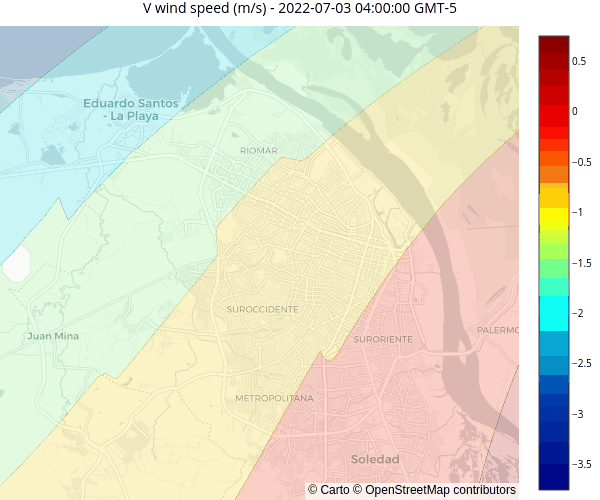 V wind speed (m/s) - 2022-07-03 04:00:00 GMT-5
Eduardo Santos
- La Playa
RIOMAR
SUROCCIDENTE
Juan Mina
SURORIENTE
PALERMO
METROPOLITANA
Soledad
© Carto © OpenStreetMap contributors
0.5
0
−0.5
−1
−1.5
−2
−2.5
−3
−3.5